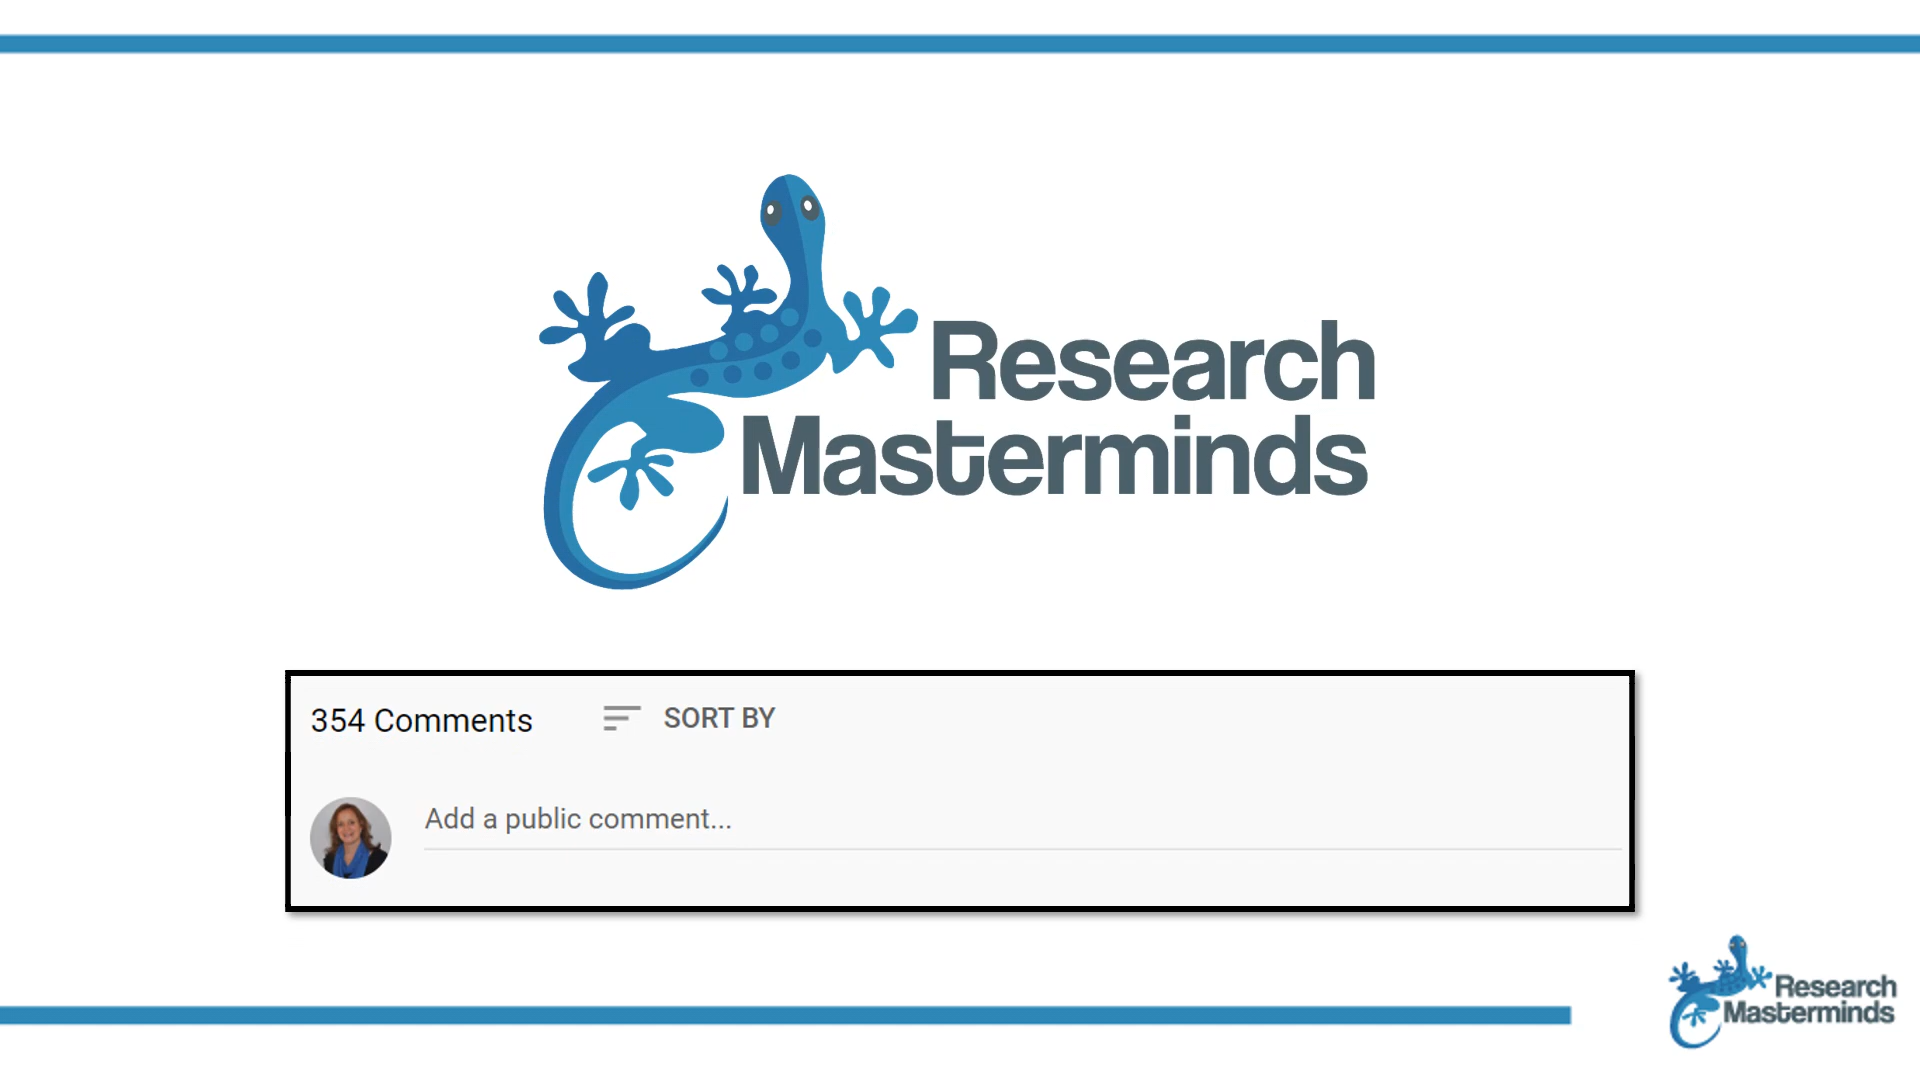 Research
Masterminds
354 Comments SORT BY
Add a public comment...
Research
Masterminds